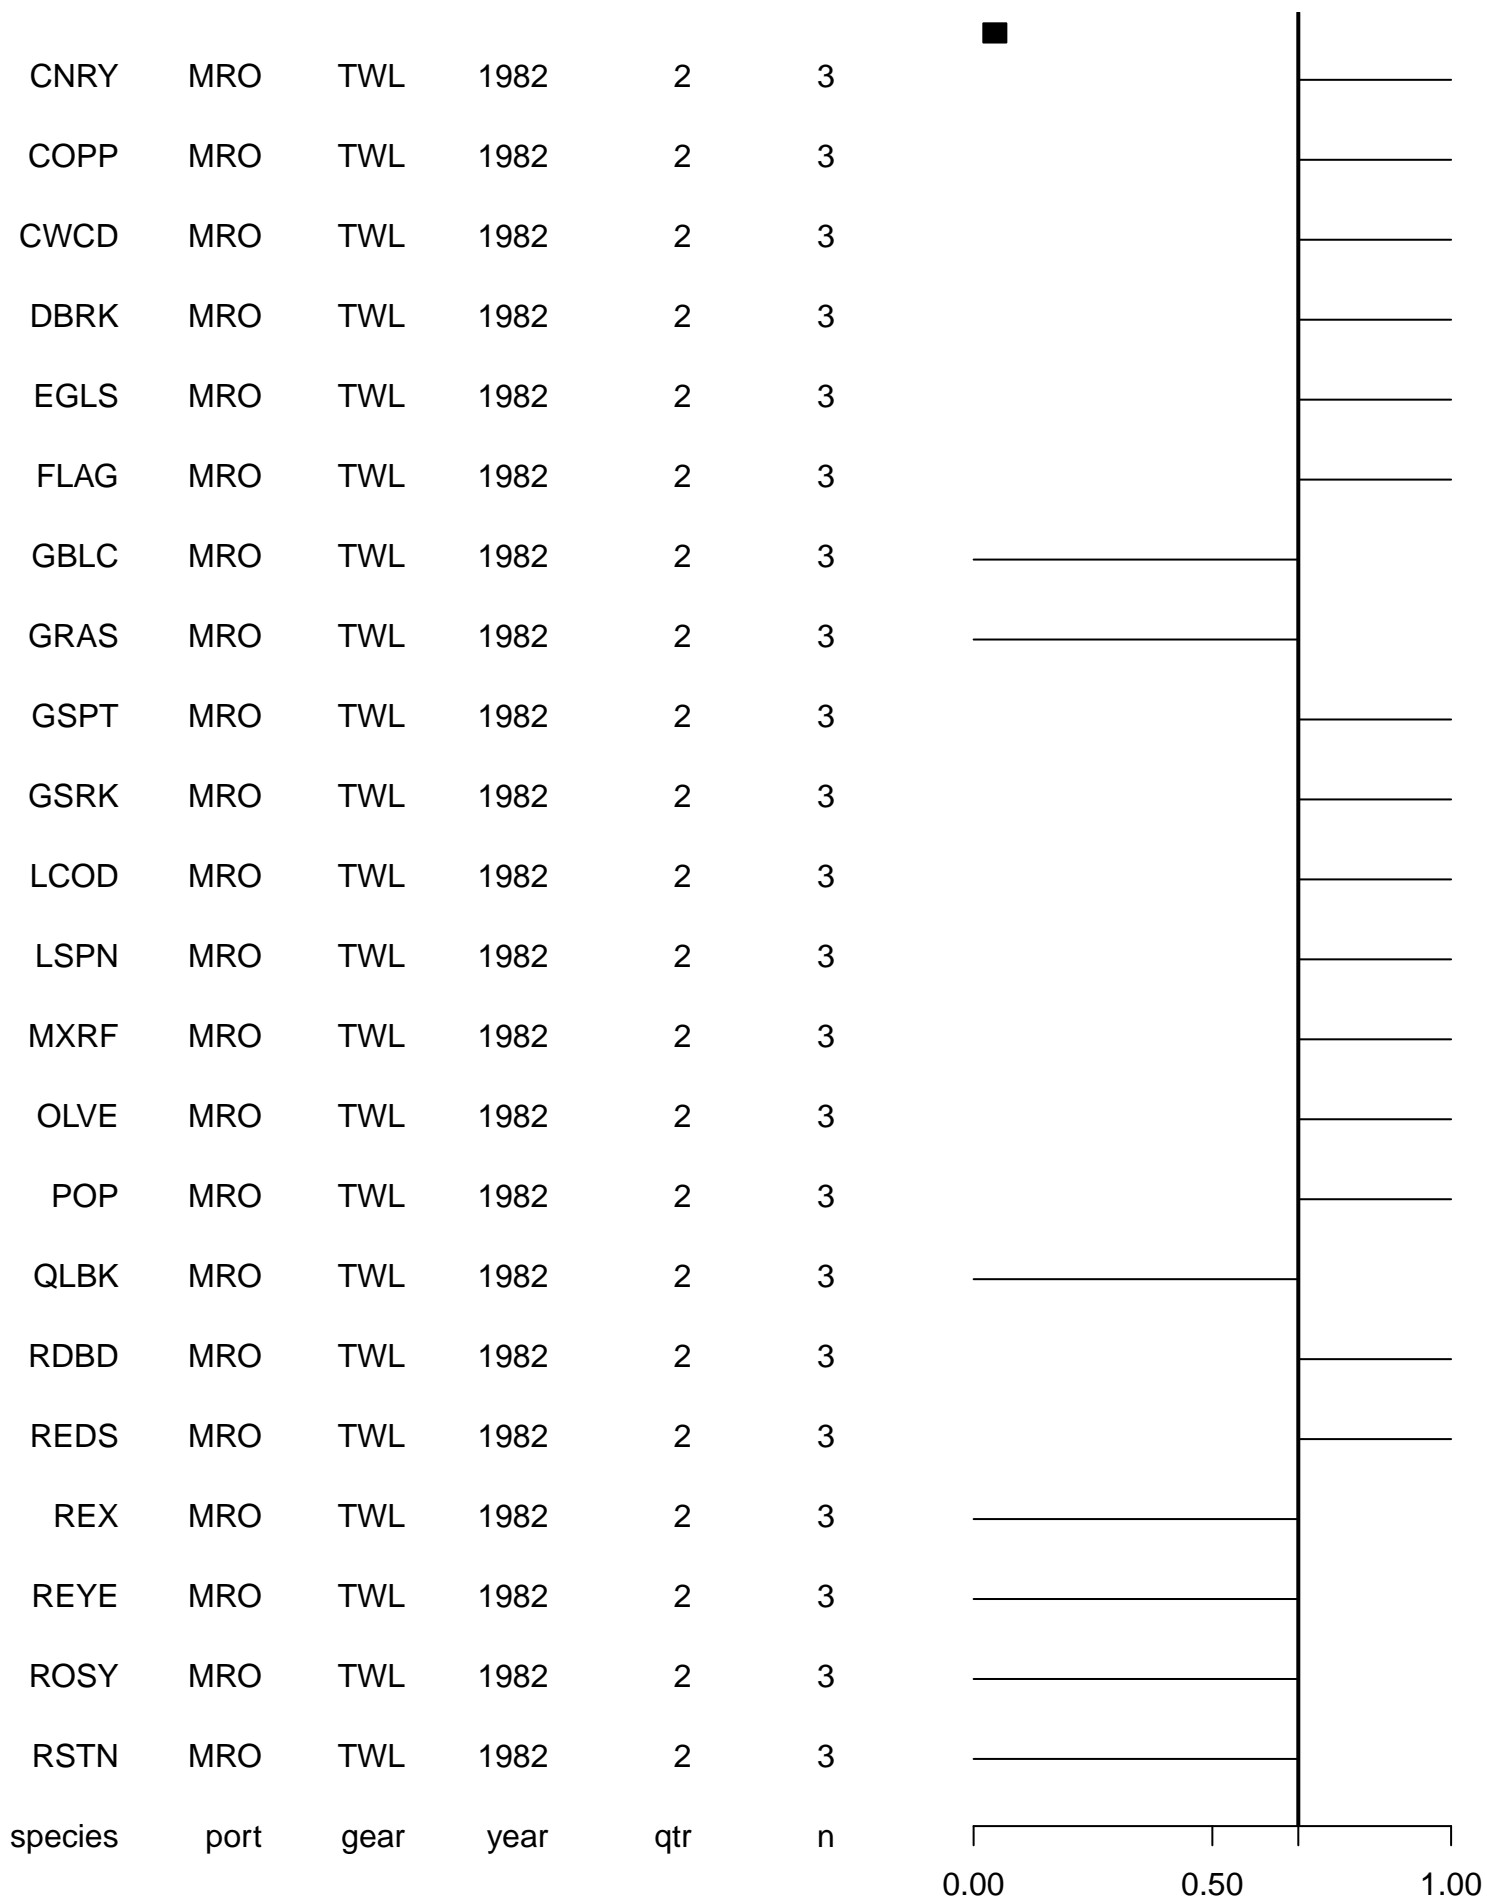 CNRY MRO TWL 1982 2 3
COPP MRO TWL 1982 2 3
CWCD MRO TWL 1982 2 3
DBRK MRO TWL 1982 2 3
EGLS MRO TWL 1982 2 3
FLAG MRO TWL 1982 2 3
GBLC MRO TWL 1982 2 3
GRAS MRO TWL 1982 2 3
GSPT MRO TWL 1982 2 3
GSRK MRO TWL 1982 2 3
LCOD MRO TWL 1982 2 3
LSPN MRO TWL 1982 2 3
MXRF MRO TWL 1982 2 3
OLVE MRO TWL 1982 2 3
POP MRO TWL 1982 2 3
QLBK MRO TWL 1982 2 3
RDBD MRO TWL 1982 2 3
REDS MRO TWL 1982 2 3
REX MRO TWL 1982 2 3
REYE MRO TWL 1982 2 3
ROSY MRO TWL 1982 2 3
RSTN MRO TWL 1982 2 3
species port gear year qtr n
0.00 0.50 1.00